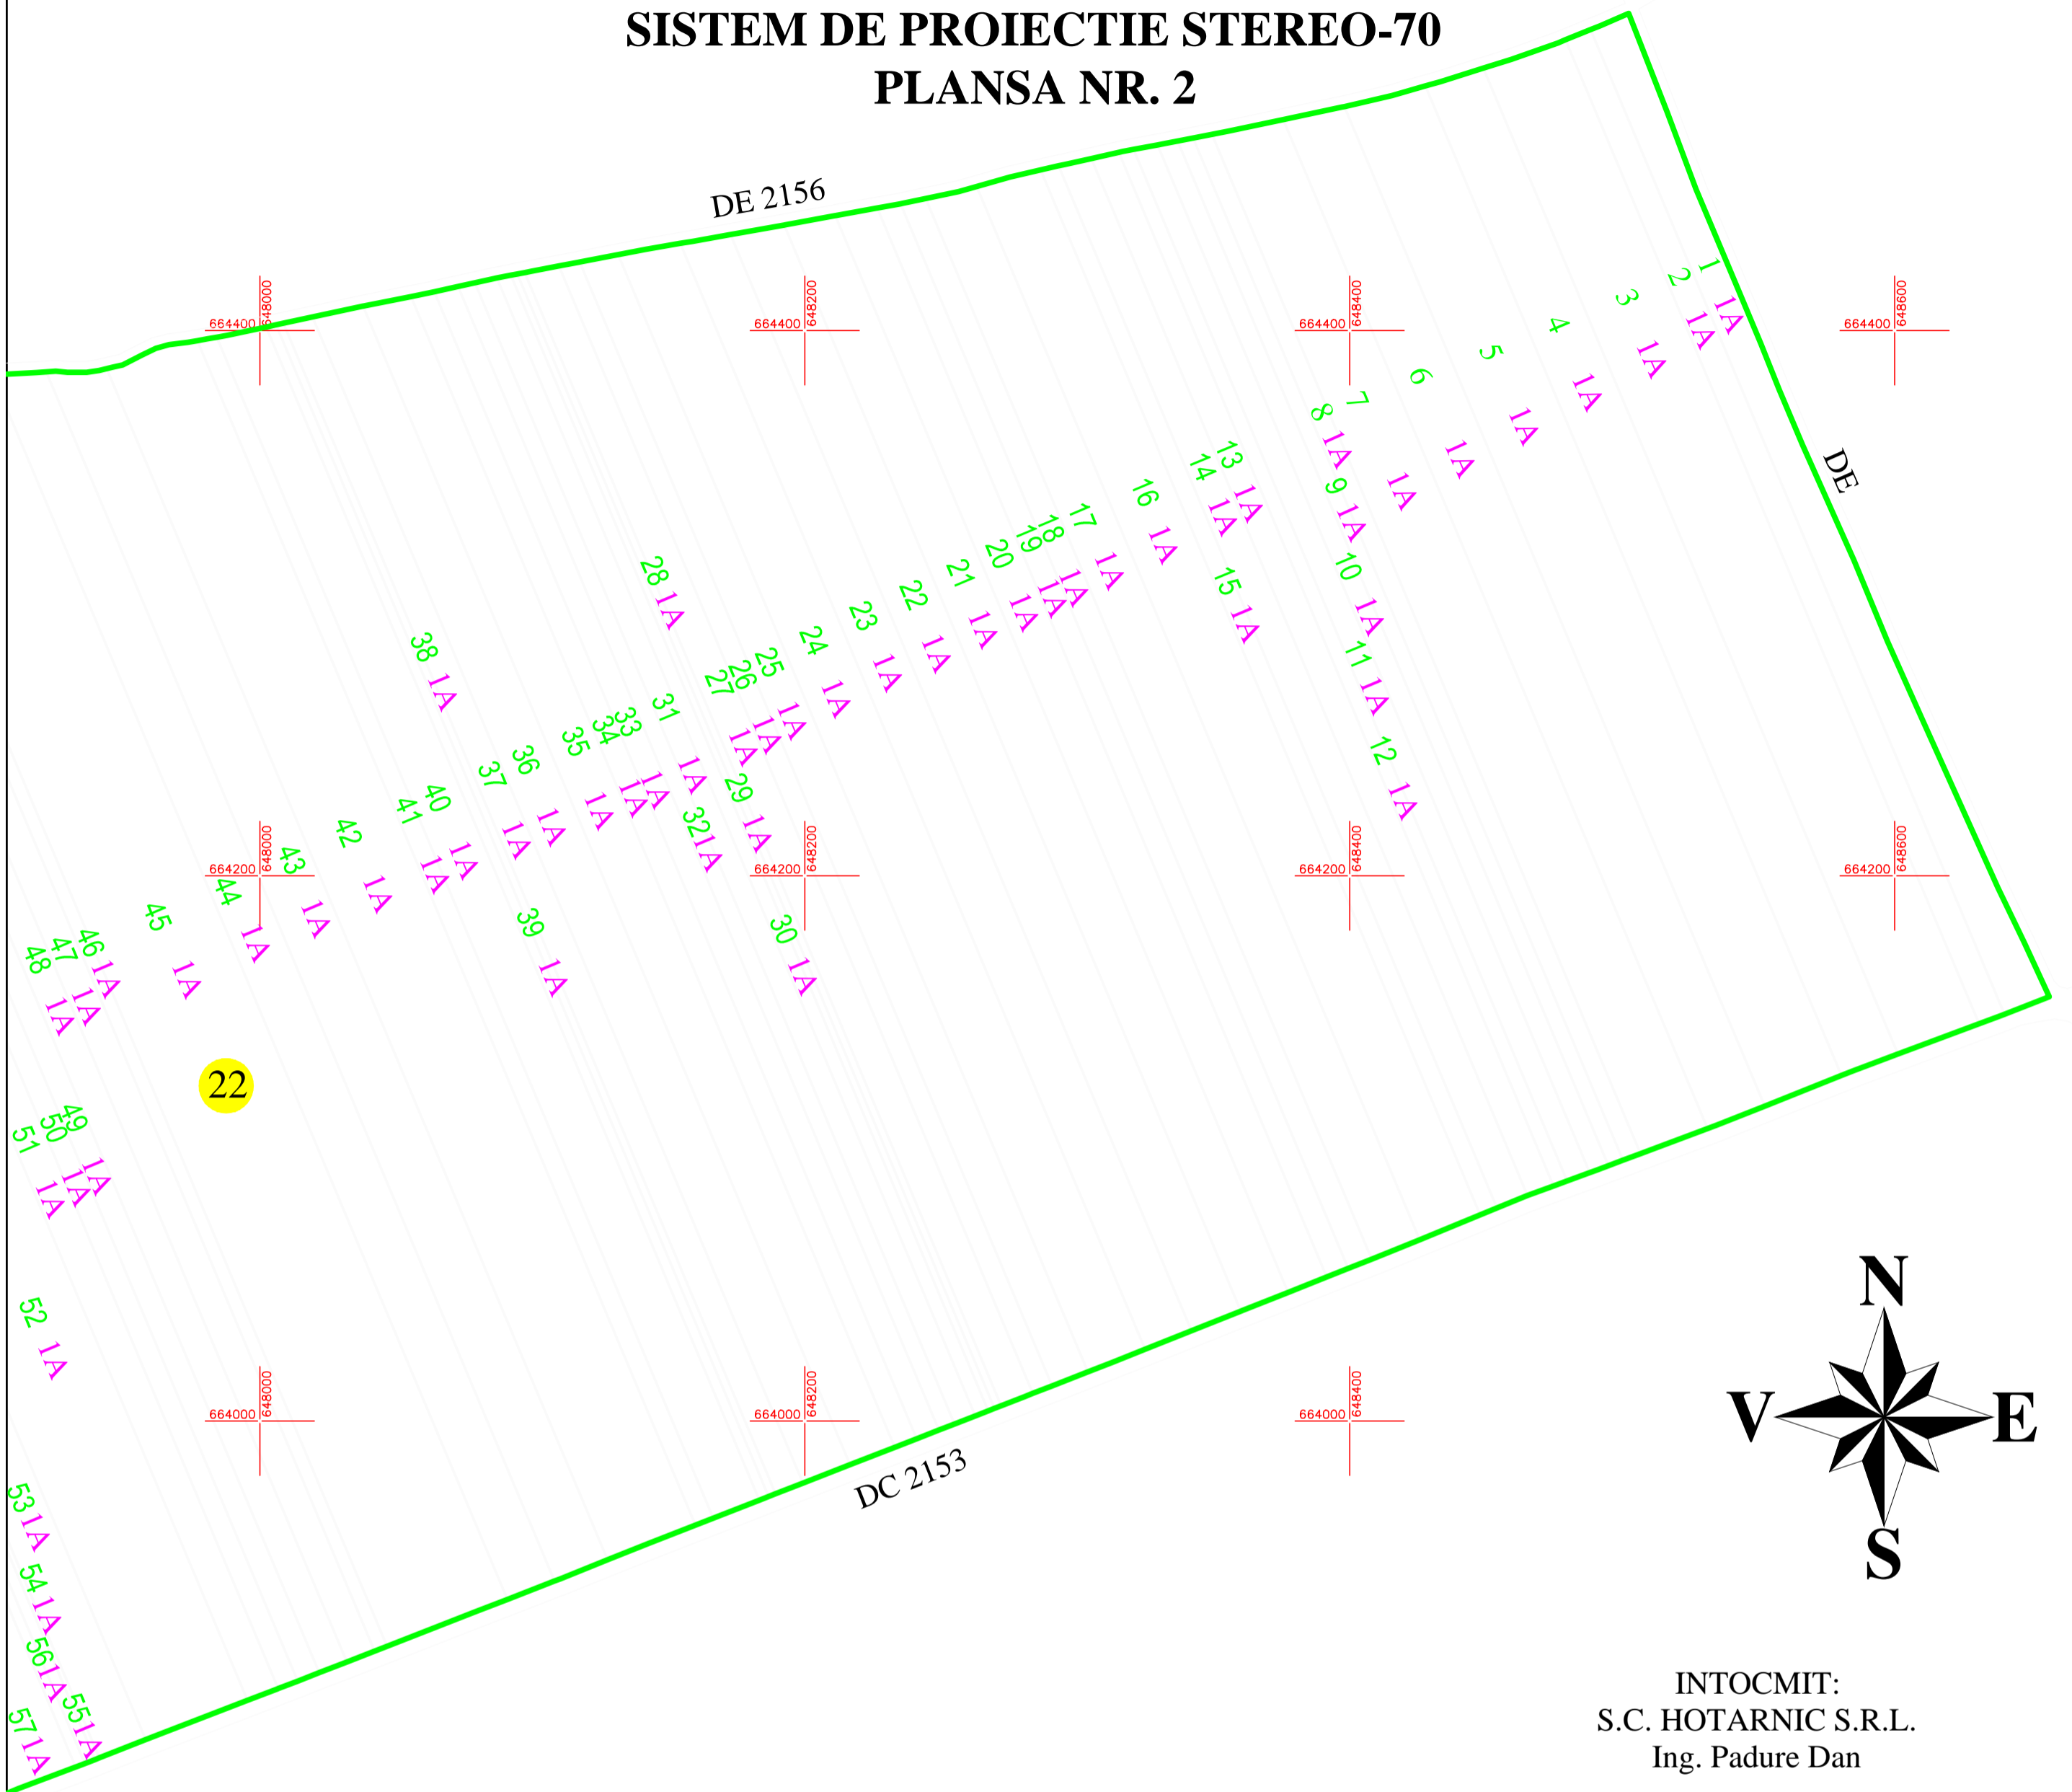 SISTEM DE PROIECTIE STEREO-70
PLANSA NR. 2
DE 2156
DE
DC 2153
664400 648000
664400 648200
664400 648400
664400 648600
664200 648000
664200 648200
664200 648400
664200 648600
664000 648000
664000 648200
664000 648400
1 1A
2 1A
3 1A
4 1A
5 1A
6 1A
7 1A
8 1A
9 1A
10 1A
11 1A
12 1A
13 1A
14 1A
15 1A
16 1A
17 1A
18 1A
19 1A
20 1A
21 1A
22 1A
23 1A
24 1A
25 1A
26 1A
27 1A
28 1A
29 1A
30 1A
31 1A
32 1A
33 1A
34 1A
35 1A
36 1A
37 1A
38 1A
39 1A
40 1A
41 1A
42 1A
43 1A
44 1A
45 1A
46 1A
47 1A
48 1A
49 1A
50 1A
51 1A
52 1A
53 1A
54 1A
56 1A
55 1A
57 1A
22
N
V
E
S
INTOCMIT:
S.C. HOTARNIC S.R.L.
Ing. Padure Dan